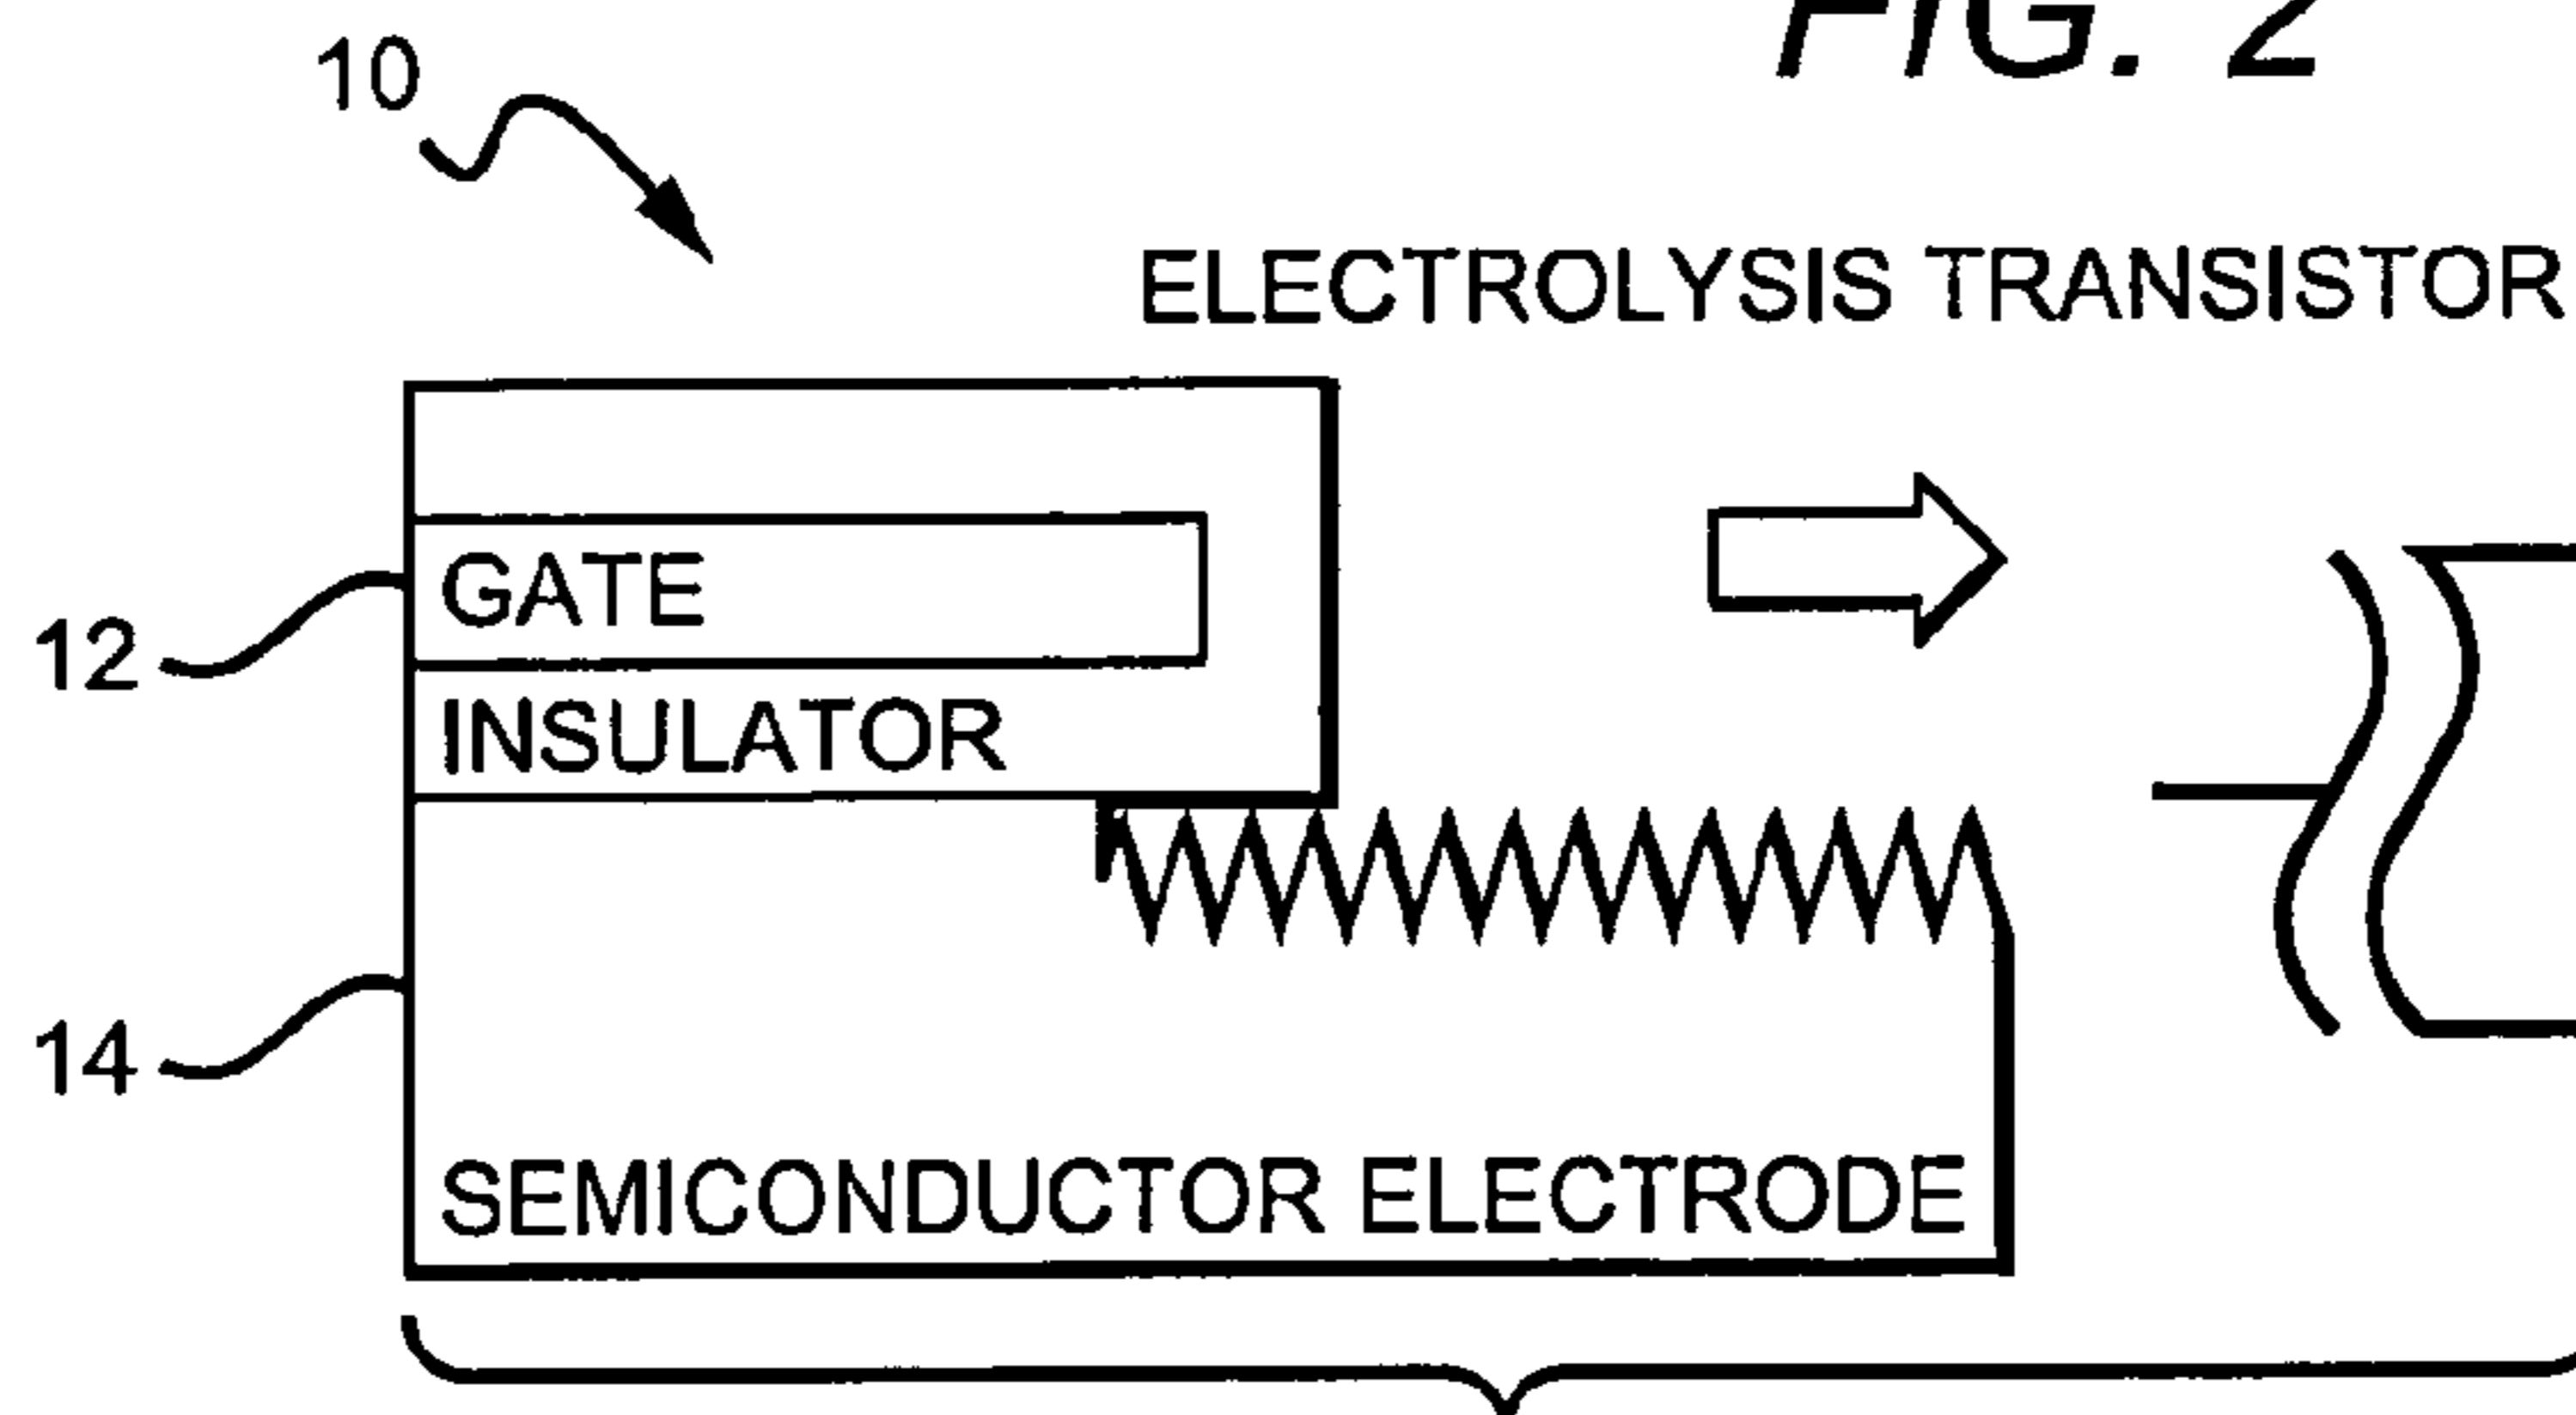 FIG. 2
10
ELECTROLYSIS TRANSISTOR
GATE
12
INSULATOR
14
SEMICONDUCTOR ELECTRODE